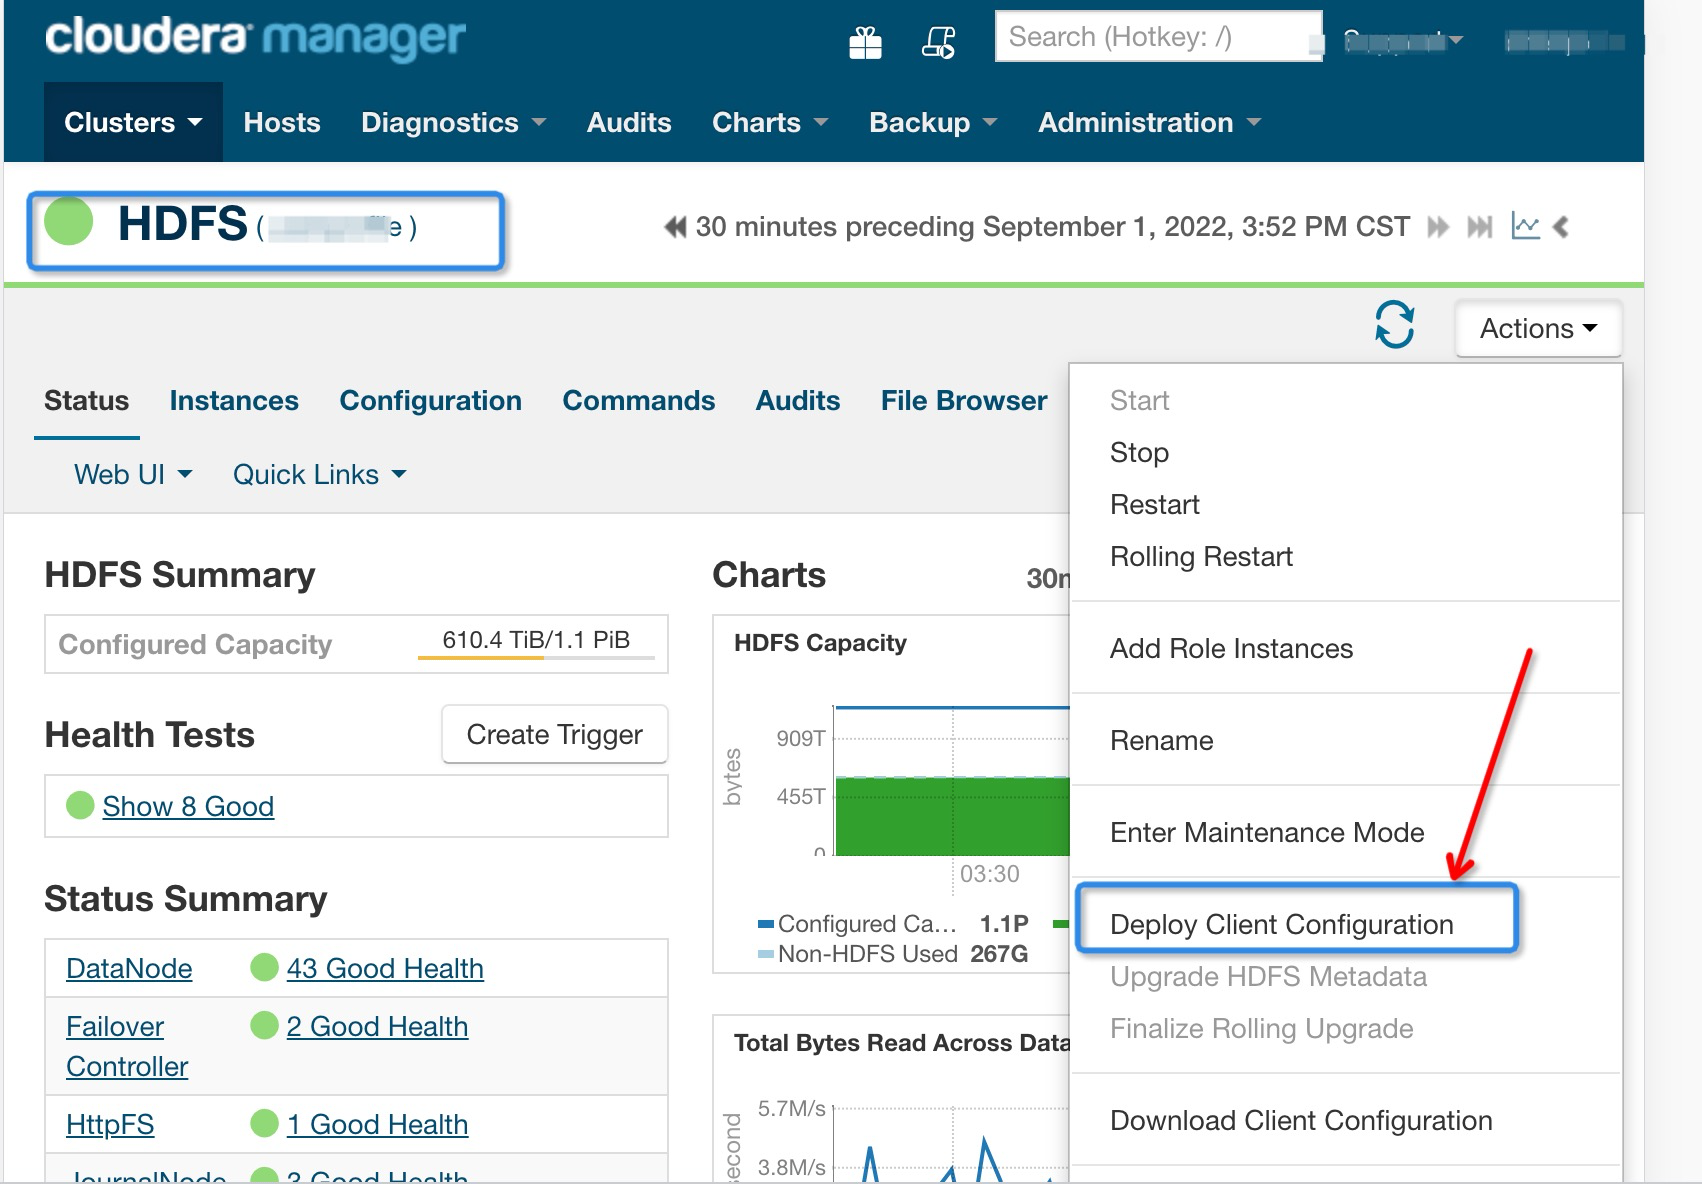 cloudera manager
Search (Hotkey: /)
Support
Clusters
Hosts
Diagnostics
Audits
Charts
Backup
Administration
HDFS ( e )
30 minutes preceding September 1, 2022, 3:52 PM CST
Actions
Status
Instances
Configuration
Commands
Audits
File Browser
Web UI
Quick Links
Start
Stop
Restart
Rolling Restart
Add Role Instances
Rename
Enter Maintenance Mode
Deploy Client Configuration
Upgrade HDFS Metadata
Finalize Rolling Upgrade
Download Client Configuration
HDFS Summary
Configured Capacity
610.4 TiB/1.1 PiB
Health Tests
Create Trigger
Show 8 Good
Status Summary
DataNode
43 Good Health
Failover
Controller
2 Good Health
HttpFS
1 Good Health
JournalNode
3 Good Health
Charts
30m
HDFS Capacity
bytes
909T
455T
0
03:30
Configured Ca... 1.1P
Non-HDFS Used 267G
Total Bytes Read Across Data
second
5.7M/s
3.8M/s